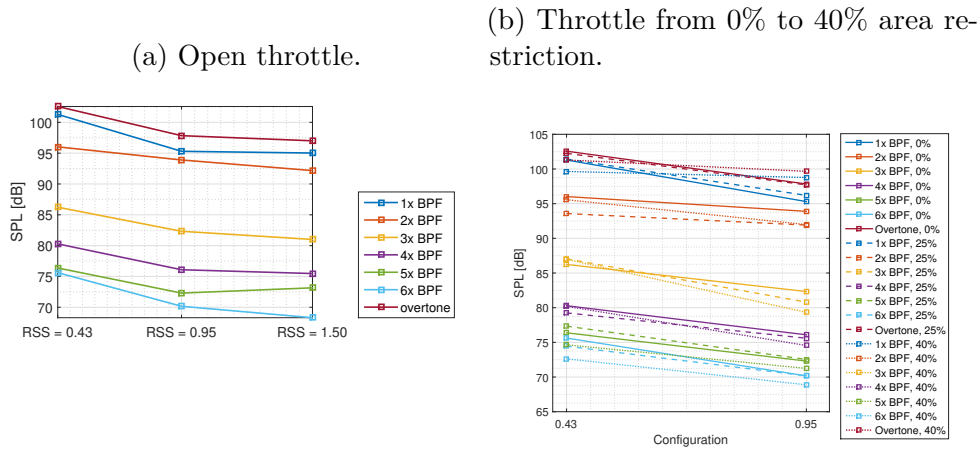 (a) Open throttle.
(b) Throttle from 0% to 40% area re-
striction.
SPL [dB]
100
95
90
85
80
75
70
RSS = 0.43
RSS = 0.95
RSS = 1.50
1x BPF
2x BPF
3x BPF
4x BPF
5x BPF
6x BPF
overtone
SPL [dB]
105
100
95
90
85
80
75
70
65
0.43
0.95
Configuration
1x BPF, 0%
2x BPF, 0%
3x BPF, 0%
4x BPF, 0%
5x BPF, 0%
6x BPF, 0%
Overtone, 0%
1x BPF, 25%
2x BPF, 25%
3x BPF, 25%
4x BPF, 25%
5x BPF, 25%
6x BPF, 25%
Overtone, 25%
1x BPF, 40%
2x BPF, 40%
3x BPF, 40%
4x BPF, 40%
5x BPF, 40%
6x BPF, 40%
Overtone, 40%